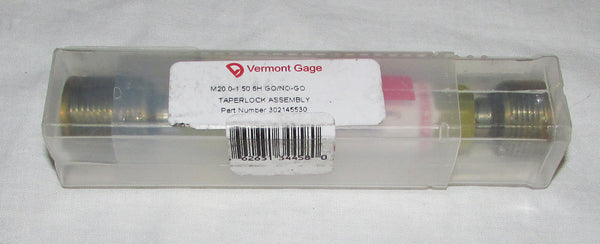 Vermont Gage
M20.0-1.50 6H GO/NO-GO
TAPERLOCK ASSEMBLY
Part Number 302145530